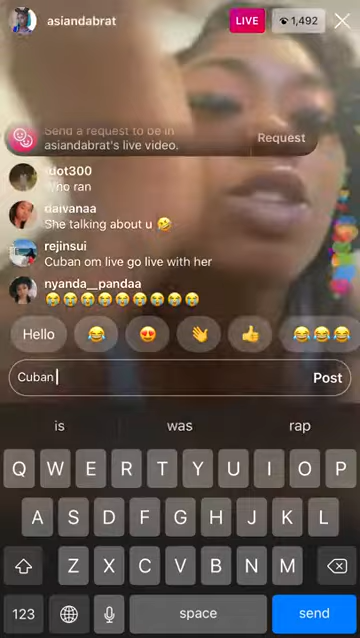 asiandabrat
LIVE
1,492
Send a request to be in
asiandabrat's live video.
Request
ran
daivanaa
She talking about u 🤣
rejinsui
Cuban om live go live with her
nyanda__pandaa
😭😭😭😭😭😭😭😭😭
Hello 😂 😍 👋 👍 😂😂😂
Cuban
Post
is was rap
Q W E R T Y U I O P
A S D F G H J K L
Z X C V B N M
123 space send